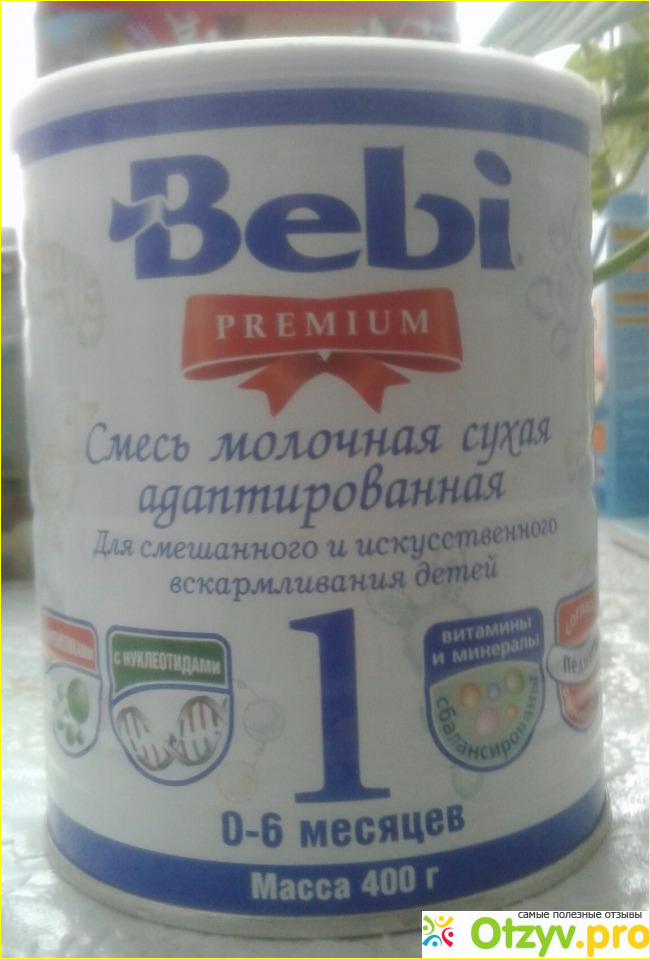 Bebi
PREMIUM
Смесь молочная сухая
адаптированная
Для смешанного и искусственного
вскармливания детей
С НУКЛЕОТИДАМИ
1
ВИТАМИНЫ
И МИНЕРАЛЫ
сбалансированы
0-6 месяцев
Масса 400 г
самые полезные отзывы
Otzyv.pro